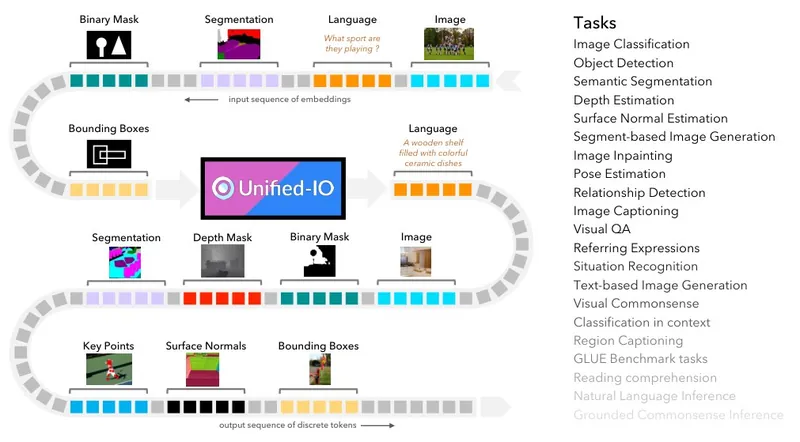 Binary Mask
Segmentation
Language
Image
What sport are
they playing ?
input sequence of embeddings
Bounding Boxes
Unified-IO
Language
A wooden shelf
filled with colorful
ceramic dishes
Segmentation
Depth Mask
Binary Mask
Image
Key Points
Surface Normals
Bounding Boxes
output sequence of discrete tokens
Tasks
Image Classification
Object Detection
Semantic Segmentation
Depth Estimation
Surface Normal Estimation
Segment-based Image Generation
Image Inpainting
Pose Estimation
Relationship Detection
Image Captioning
Visual QA
Referring Expressions
Situation Recognition
Text-based Image Generation
Visual Commonsense
Classification in context
Region Captioning
GLUE Benchmark tasks
Reading comprehension
Natural Language Inference
Grounded Commonsense Inference